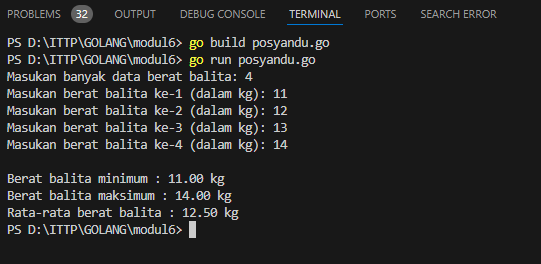 PROBLEMS 32 OUTPUT DEBUG CONSOLE TERMINAL PORTS SEARCH ERROR
PS D:\ITTP\GOLANG\modul6> go build posyandu.go
PS D:\ITTP\GOLANG\modul6> go run posyandu.go
Masukan banyak data berat balita: 4
Masukan berat balita ke-1 (dalam kg): 11
Masukan berat balita ke-2 (dalam kg): 12
Masukan berat balita ke-3 (dalam kg): 13
Masukan berat balita ke-4 (dalam kg): 14
Berat balita minimum : 11.00 kg
Berat balita maksimum : 14.00 kg
Rata-rata berat balita : 12.50 kg
PS D:\ITTP\GOLANG\modul6>